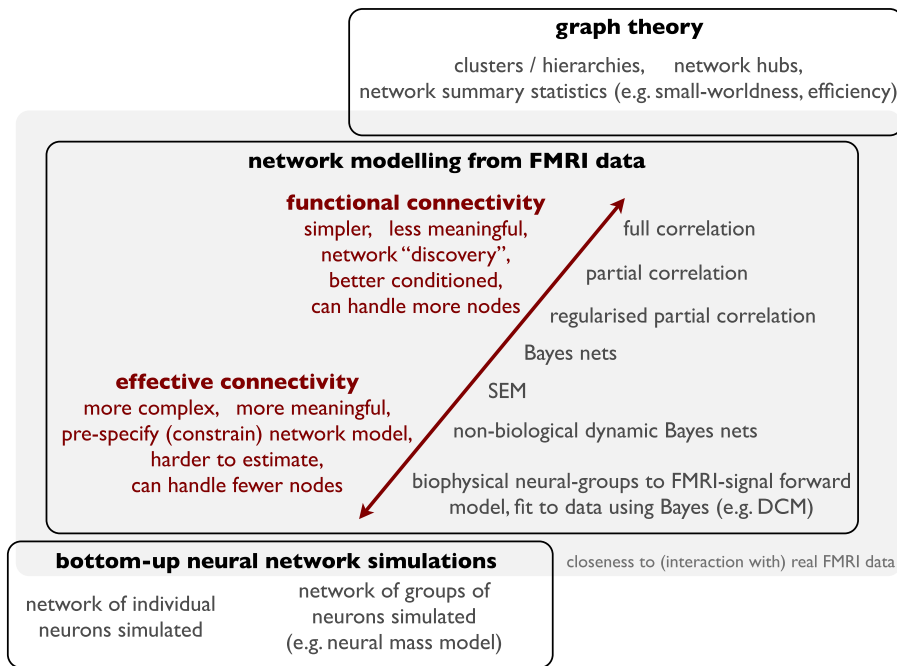 graph theory
clusters / hierarchies, network hubs,
network summary statistics (e.g. small-worldness, efficiency)
network modelling from FMRI data
functional connectivity
simpler, less meaningful,
network “discovery”,
better conditioned,
can handle more nodes
full correlation
partial correlation
regularised partial correlation
Bayes nets
SEM
non-biological dynamic Bayes nets
biophysical neural-groups to FMRI-signal forward
model, fit to data using Bayes (e.g. DCM)
effective connectivity
more complex, more meaningful,
pre-specify (constrain) network model,
harder to estimate,
can handle fewer nodes
closeness to (interaction with) real FMRI data
bottom-up neural network simulations
network of individual
neurons simulated
network of groups of
neurons simulated
(e.g. neural mass model)